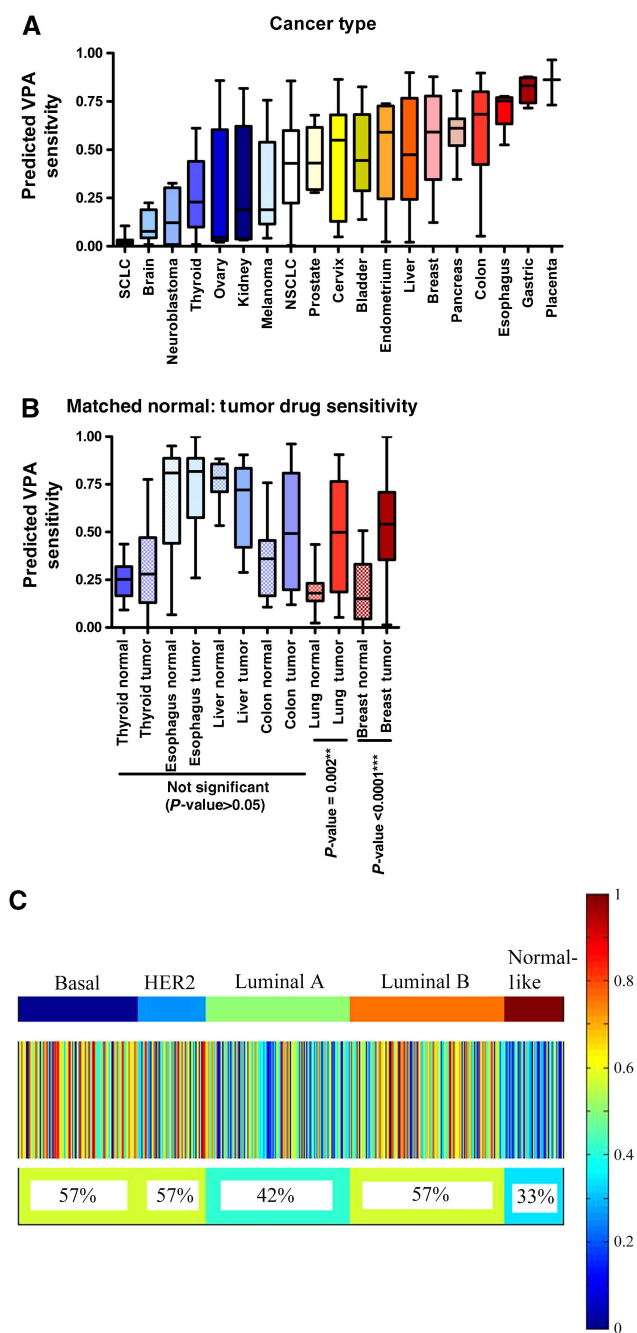 A
Cancer type
Predicted VPA
sensitivty
1.00
0.75
0.50
0.25
0.00
SCLC
Brain
Neuroblastoma
Thyroid
Ovary
Kidney
Melanoma
NSCLC
Prostate
Cervix
Bladder
Endometrium
Liver
Breast
Pancreas
Colon
Esophagus
Gastric
Placenta
B
Matched normal: tumor drug sensitivity
Predicted VPA
sensitivity
1.00
0.75
0.50
0.25
0.00
Thyroid normal
Thyroid tumor
Esophagus normal
Esophagus tumor
Liver normal
Liver tumor
Colon normal
Colon tumor
Lung normal
Lung tumor
Breast normal
Breast tumor
Not significant
(P-value>0.05)
P-value = 0.002**
P-value <0.0001***
C
Basal
HER2
Luminal A
Luminal B
Normal-
like
57%
57%
42%
57%
33%
1
0.8
0.6
0.4
0.2
0